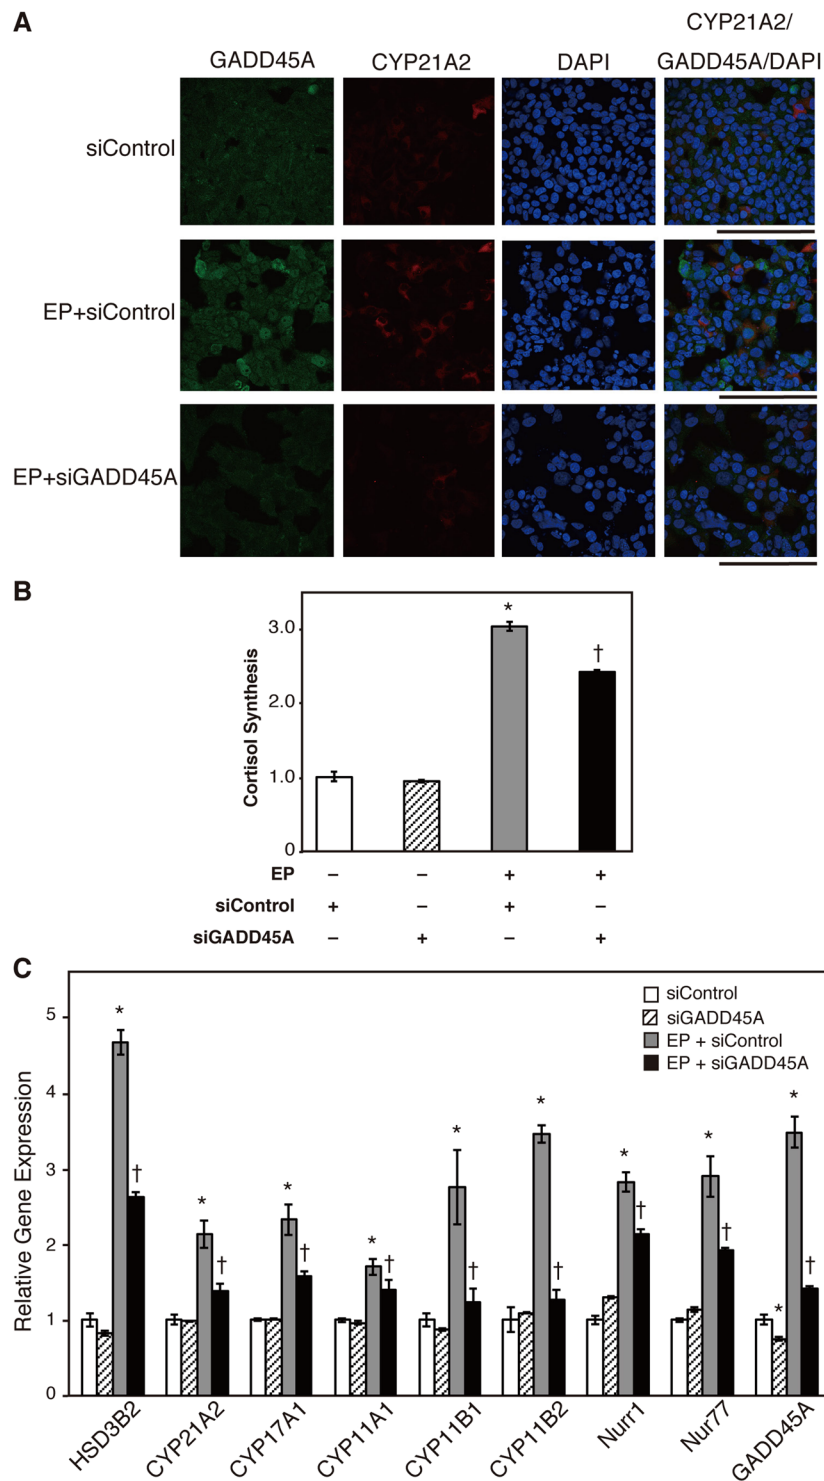 A
GADD45A
CYP21A2
DAPI
CYP21A2/
GADD45A/DAPI
siControl
EP+siControl
EP+siGADD45A
B
*
†
3.0
2.0
1.0
0
Cortisol Synthesis
EP – – + +
siControl + – + –
siGADD45A – + – +
C
siControl
siGADD45A
EP + siControl
EP + siGADD45A
5
4
3
2
1
0
Relative Gene Expression
* † * † * † * † * † * † * † * † * * †
HSD3B2
CYP21A2
CYP17A1
CYP11A1
CYP11B1
CYP11B2
Nurr1
Nur77
GADD45A